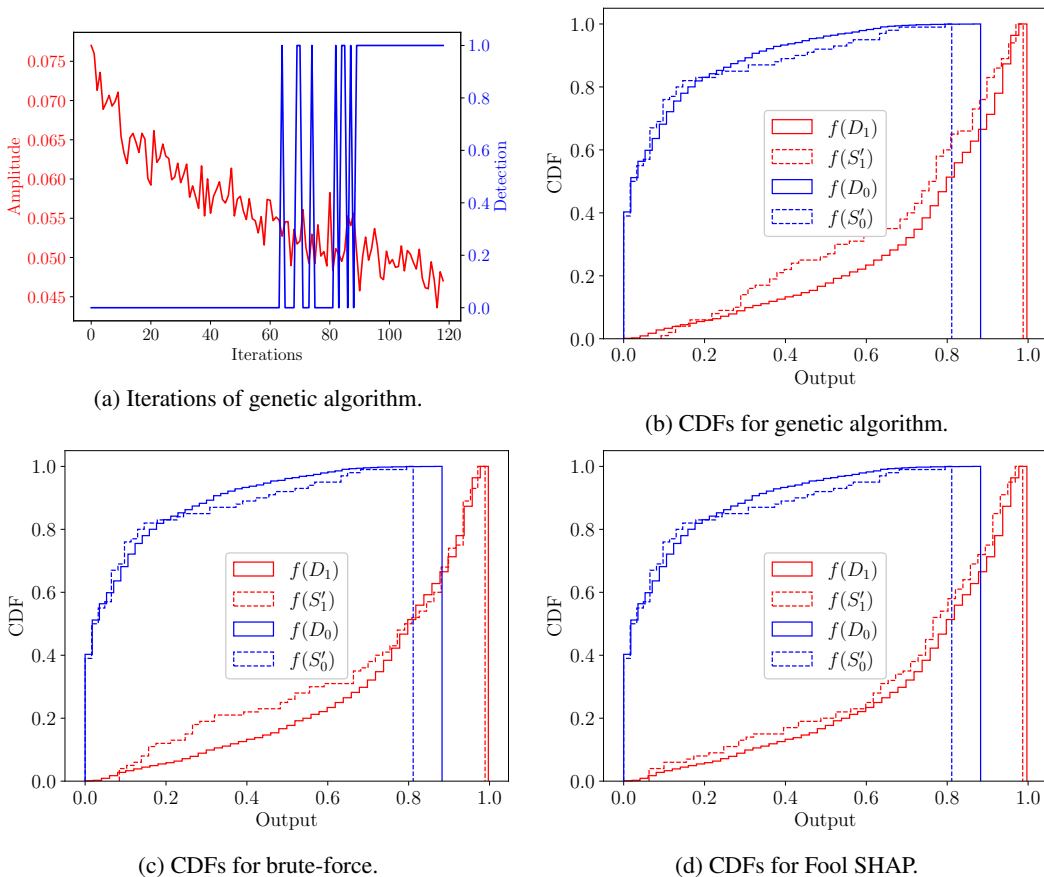 0.075
0.070
0.065
0.060
0.055
0.050
0.045
Amplitude
1.0
0.8
0.6
0.4
0.2
0.0
Detection
0 20 40 60 80 100 120
Iterations
(a) Iterations of genetic algorithm.
1.0
0.8
0.6
0.4
0.2
0.0
CDF
f(D₁)
f(S′₁)
f(D₀)
f(S′₀)
0.0 0.2 0.4 0.6 0.8 1.0
Output
(b) CDFs for genetic algorithm.
1.0
0.8
0.6
0.4
0.2
0.0
CDF
f(D₁)
f(S′₁)
f(D₀)
f(S′₀)
0.0 0.2 0.4 0.6 0.8 1.0
Output
(c) CDFs for brute-force.
1.0
0.8
0.6
0.4
0.2
0.0
CDF
f(D₁)
f(S′₁)
f(D₀)
f(S′₀)
0.0 0.2 0.4 0.6 0.8 1.0
Output
(d) CDFs for Fool SHAP.